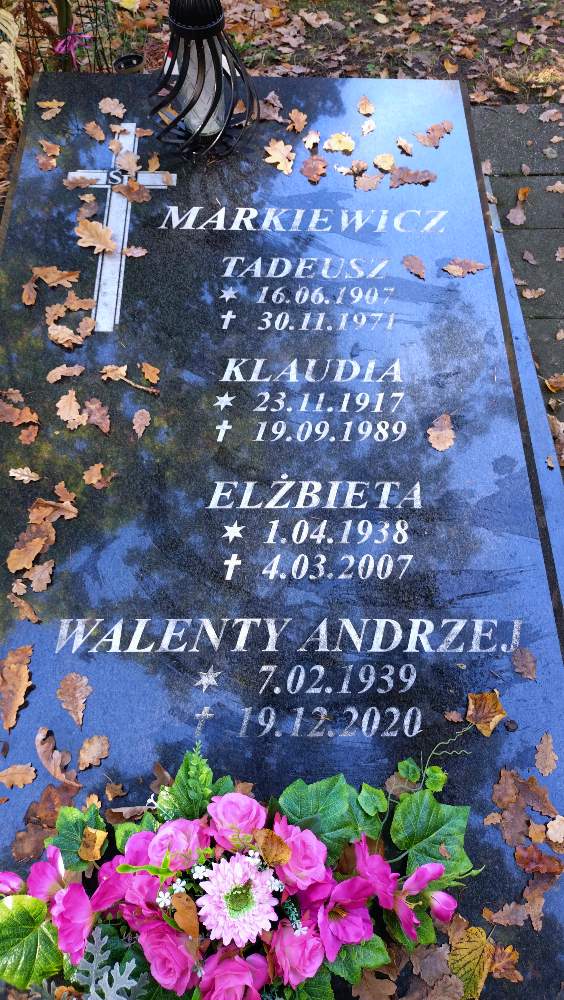 Ś
MARKIEWICZ
TADEUSZ
✶ 16.06.1907
† 30.11.1971
KLAUDIA
✶ 23.11.1917
† 19.09.1989
ELŻBIETA
✶ 1.04.1938
† 4.03.2007
WALENTY ANDRZEJ
✶ 7.02.1939
† 19.12.2020